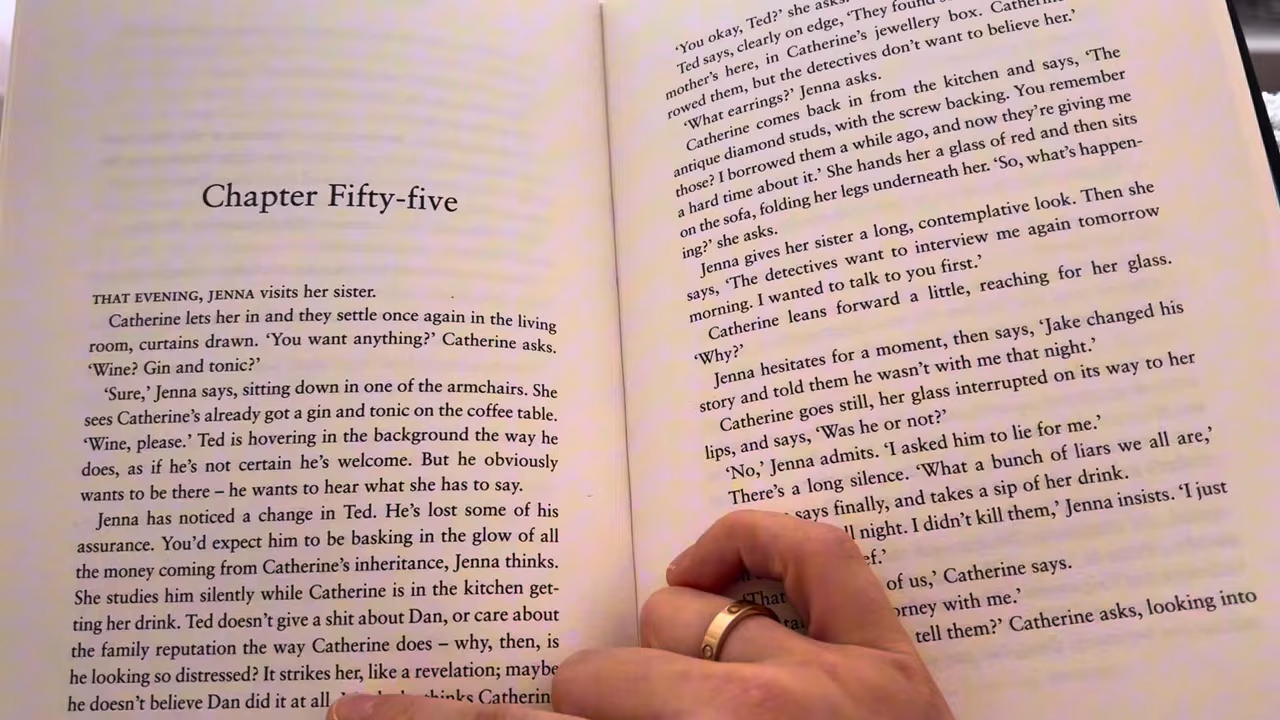 Chapter Fifty-five
THAT EVENING, JENNA visits her sister.
Catherine lets her in and they settle once again in the living
room, curtains drawn. ‘You want anything?’ Catherine asks.
‘Wine? Gin and tonic?’
‘Sure,’ Jenna says, sitting down in one of the armchairs. She
sees Catherine’s already got a gin and tonic on the coffee table.
‘Wine, please.’ Ted is hovering in the background the way he
does, as if he’s not certain he’s welcome. But he obviously
wants to be there – he wants to hear what she has to say.
Jenna has noticed a change in Ted. He’s lost some of his
assurance. You’d expect him to be basking in the glow of all
the money coming from Catherine’s inheritance, Jenna thinks.
She studies him silently while Catherine is in the kitchen get-
ting her drink. Ted doesn’t give a shit about Dan, or care about
the family reputation the way Catherine does – why, then, is
he looking so distressed? It strikes her, like a revelation; maybe
he doesn’t believe Dan did it at all. thinks Catherin
‘You okay, Ted?’ she asks.
Ted says, clearly on edge, ‘They found
mother’s here, in Catherine’s jewellery box.
rowed them, but the detectives don’t want to believe her.’
‘What earrings?’ Jenna asks.
Catherine comes back in from the kitchen and says, ‘The
antique diamond studs, with the screw backing. You remember
those? I borrowed them a while ago, and now they’re giving me
a hard time about it.’ She hands her a glass of red and then sits
on the sofa, folding her legs underneath her. ‘So, what’s happen-
ing?’ she asks.
Jenna gives her sister a long, contemplative look. Then she
says, ‘The detectives want to interview me again tomorrow
morning. I wanted to talk to you first.’
Catherine leans forward a little, reaching for her glass.
‘Why?’
Jenna hesitates for a moment, then says, ‘Jake changed his
story and told them he wasn’t with me that night.’
Catherine goes still, her glass interrupted on its way to her
lips, and says, ‘Was he or not?’
‘No,’ Jenna admits. ‘I asked him to lie for me.’
There’s a long silence. ‘What a bunch of liars we all are,’
says finally, and takes a sip of her drink.
night. I didn’t kill them,’ Jenna insists. ‘I just
‘That of us,’ Catherine says.
with me.’
tell them?’ Catherine asks, looking into